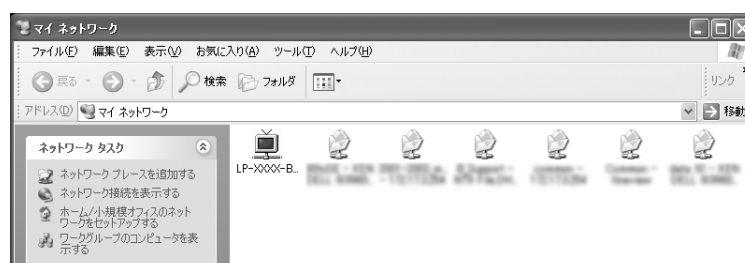 マイ ネットワーク
ファイル(F) 編集(E) 表示(V) お気に入り(A) ツール(T) ヘルプ(H)
戻る 検索 フォルダ リンク
アドレス(D) マイ ネットワーク 移動
ネットワーク タスク
ネットワーク プレースを追加する
ネットワーク接続を表示する
ホーム/小規模オフィスのネット
ワークをセットアップする
ワークグループのコンピュータを表
示する
LP-XXXX-B...